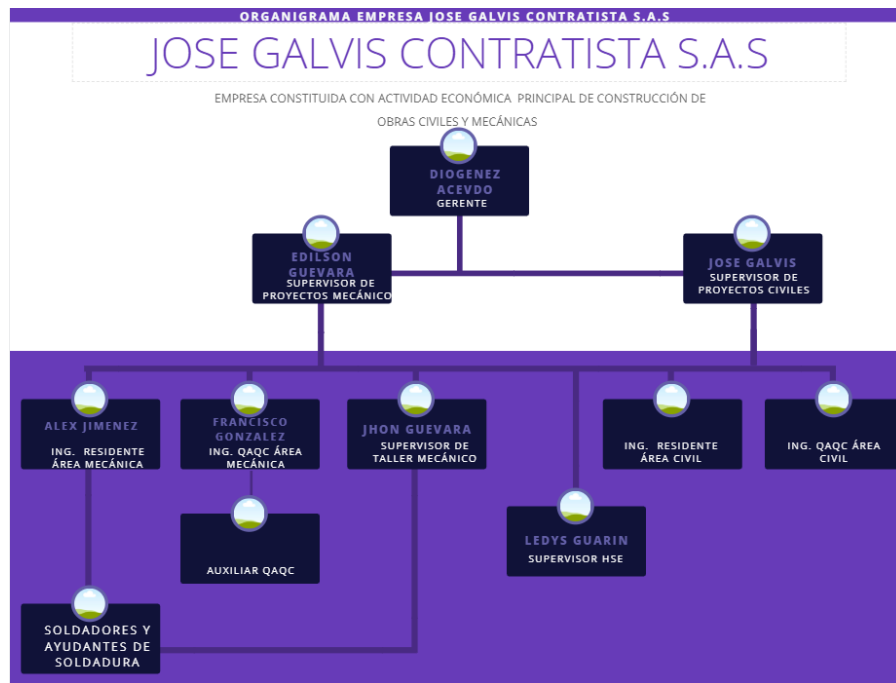 ORGANIGRAMA EMPRESA JOSE GALVIS CONTRATISTA S.A.S
JOSE GALVIS CONTRATISTA S.A.S
EMPRESA CONSTITUIDA CON ACTIVIDAD ECONÓMICA PRINCIPAL DE CONSTRUCCIÓN DE
OBRAS CIVILES Y MECÁNICAS
DIOGENEZ
ACEVDO
GERENTE
EDILSON
GUEVARA
SUPERVISOR DE
PROYECTOS MECÁNICO
JOSE GALVIS
SUPERVISOR DE
PROYECTOS CIVILES
ALEX JIMENEZ
ING. RESIDENTE
ÁREA MECÁNICA
FRANCISCO
GONZALEZ
ING. QAQC ÁREA
MECÁNICA
JHON GUEVARA
SUPERVISOR DE
TALLER MECÁNICO
ING. RESIDENTE
ÁREA CIVIL
ING. QAQC ÁREA
CIVIL
AUXILIAR QAQC
LEDYS GUARIN
SUPERVISOR HSE
SOLDADORES Y
AYUDANTES DE
SOLDADURA